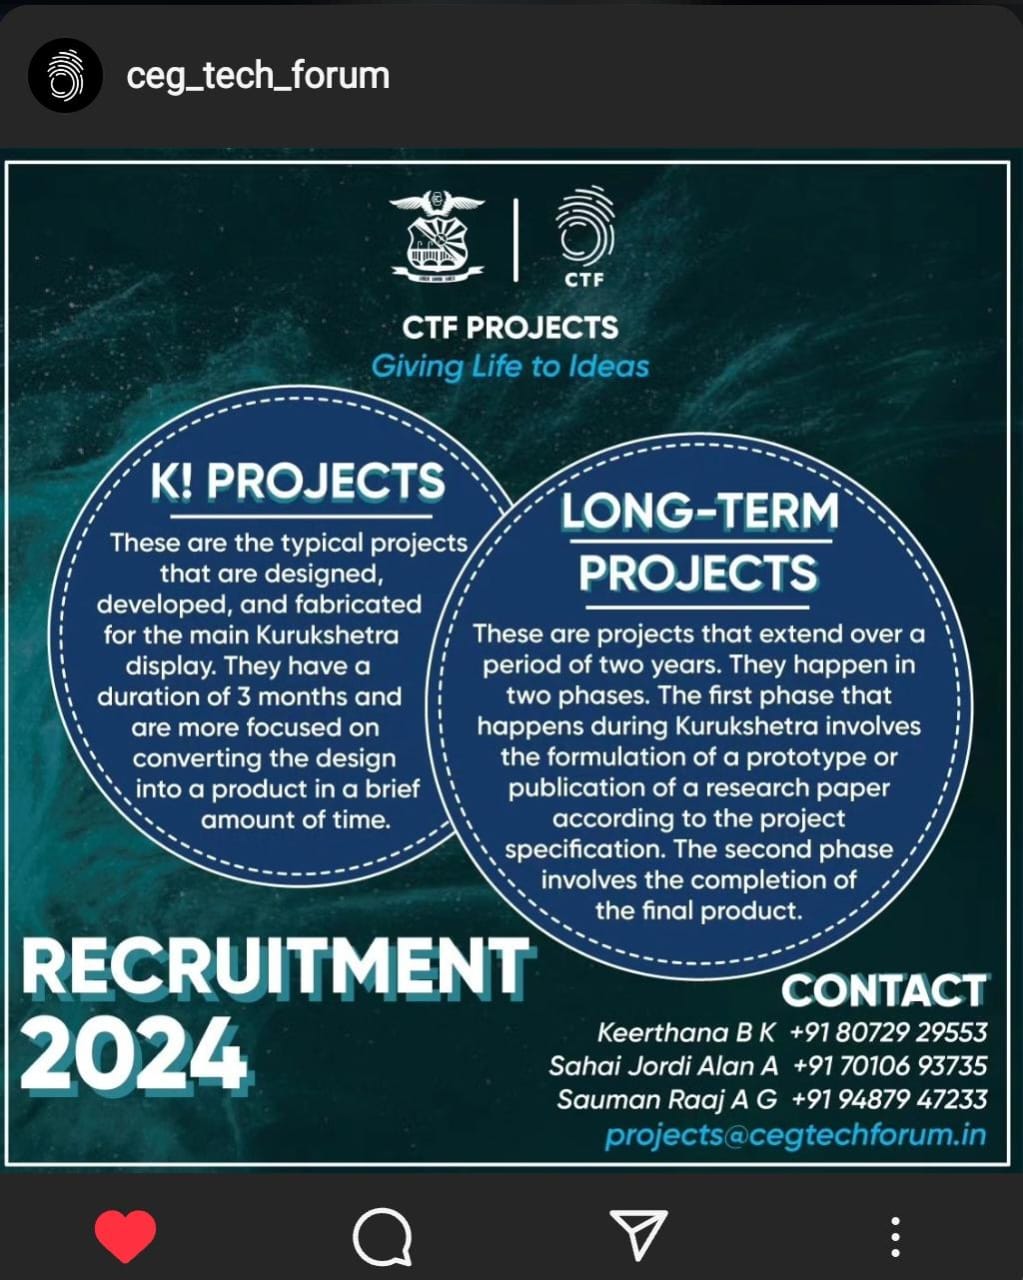 ceg_tech_forum
CTF
CTF PROJECTS
Giving Life to Ideas
K! PROJECTS
These are the typical projects
that are designed,
developed, and fabricated
for the main Kurukshetra
display. They have a
duration of 3 months and
are more focused on
converting the design
into a product in a brief
amount of time.
LONG-TERM
PROJECTS
These are projects that extend over a
period of two years. They happen in
two phases. The first phase that
happens during Kurukshetra involves
the formulation of a prototype or
publication of a research paper
according to the project
specification. The second phase
involves the completion of
the final product.
RECRUITMENT
2024
CONTACT
Keerthana B K +91 80729 29553
Sahai Jordi Alan A +91 70106 93735
Sauman Raaj A G +91 94879 47233
projects@cegtechforum.in